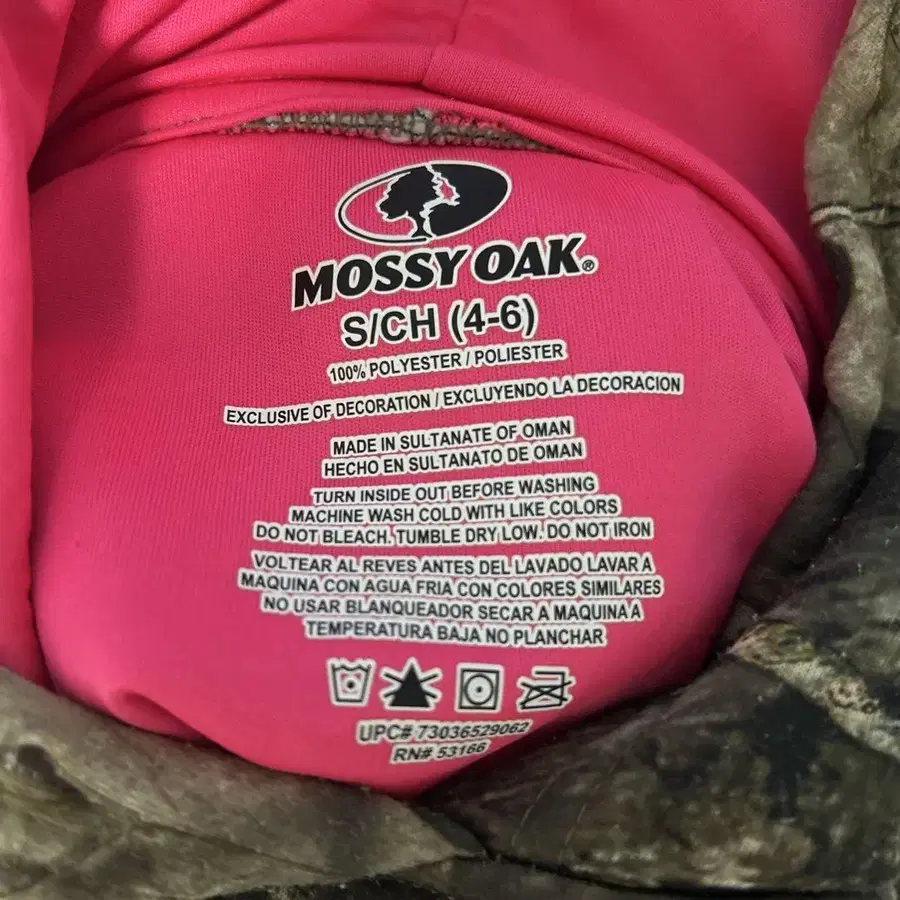 MOSSY OAK®
S/CH (4-6)
100% POLYESTER / POLIESTER
EXCLUSIVE OF DECORATION / EXCLUYENDO LA DECORACION
MADE IN SULTANATE OF OMAN
HECHO EN SULTANATO DE OMAN
TURN INSIDE OUT BEFORE WASHING
MACHINE WASH COLD WITH LIKE COLORS
DO NOT BLEACH. TUMBLE DRY LOW. DO NOT IRON
VOLTEAR AL REVES ANTES DEL LAVADO LAVAR A
MAQUINA CON AGUA FRIA CON COLORES SIMILARES
NO USAR BLANQUEADOR SECAR A MAQUINA A
TEMPERATURA BAJA NO PLANCHAR
UPC# 73036529062
RN# 53166